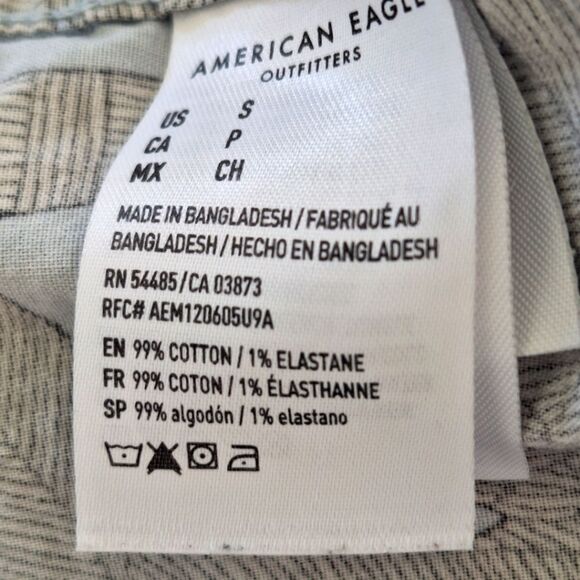 AMERICAN EAGLE
OUTFITTERS
US S
CA P
MX CH
MADE IN BANGLADESH / FABRIQUÉ AU
BANGLADESH / HECHO EN BANGLADESH
RN 54485 / CA 03873
RFC# AEM120605U9A
EN 99% COTTON / 1% ELASTANE
FR 99% COTON / 1% ÉLASTHANNE
SP 99% algodón / 1% elastano